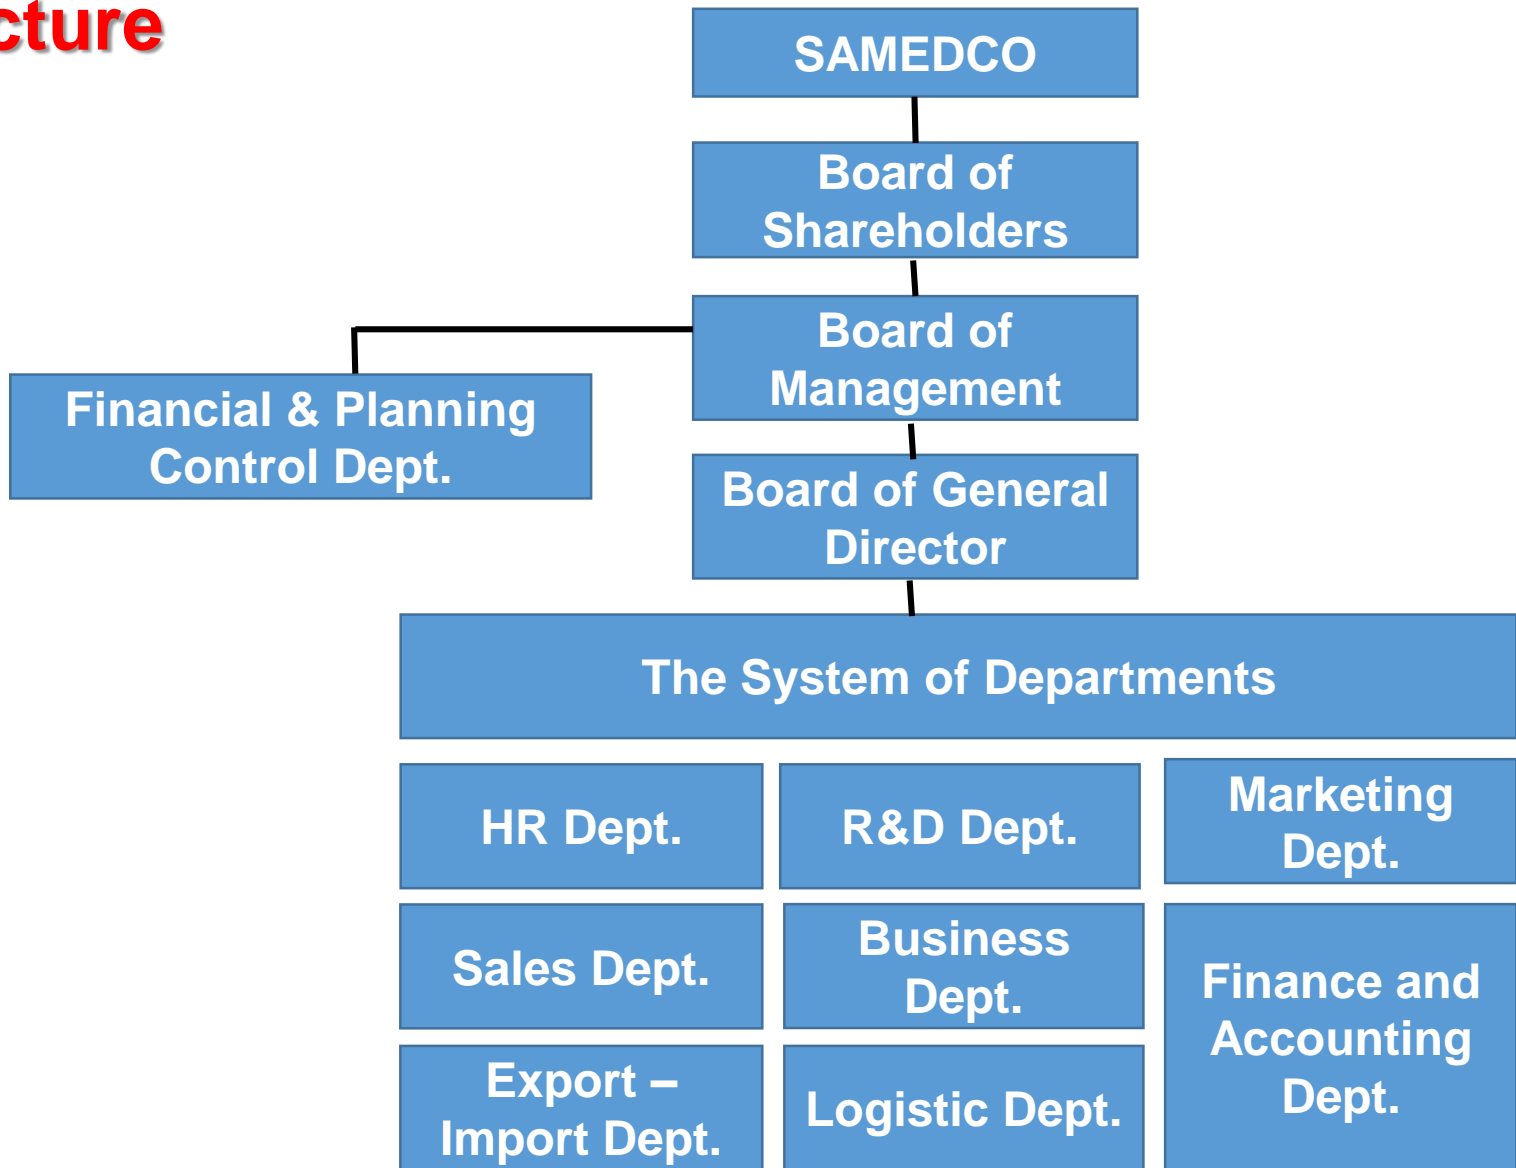 cture
SAMEDCO
Board of
Shareholders
Board of
Management
Financial & Planning
Control Dept.
Board of General
Director
The System of Departments
HR Dept.
R&D Dept.
Marketing
Dept.
Sales Dept.
Business
Dept.
Finance and
Accounting
Dept.
Export –
Import Dept.
Logistic Dept.